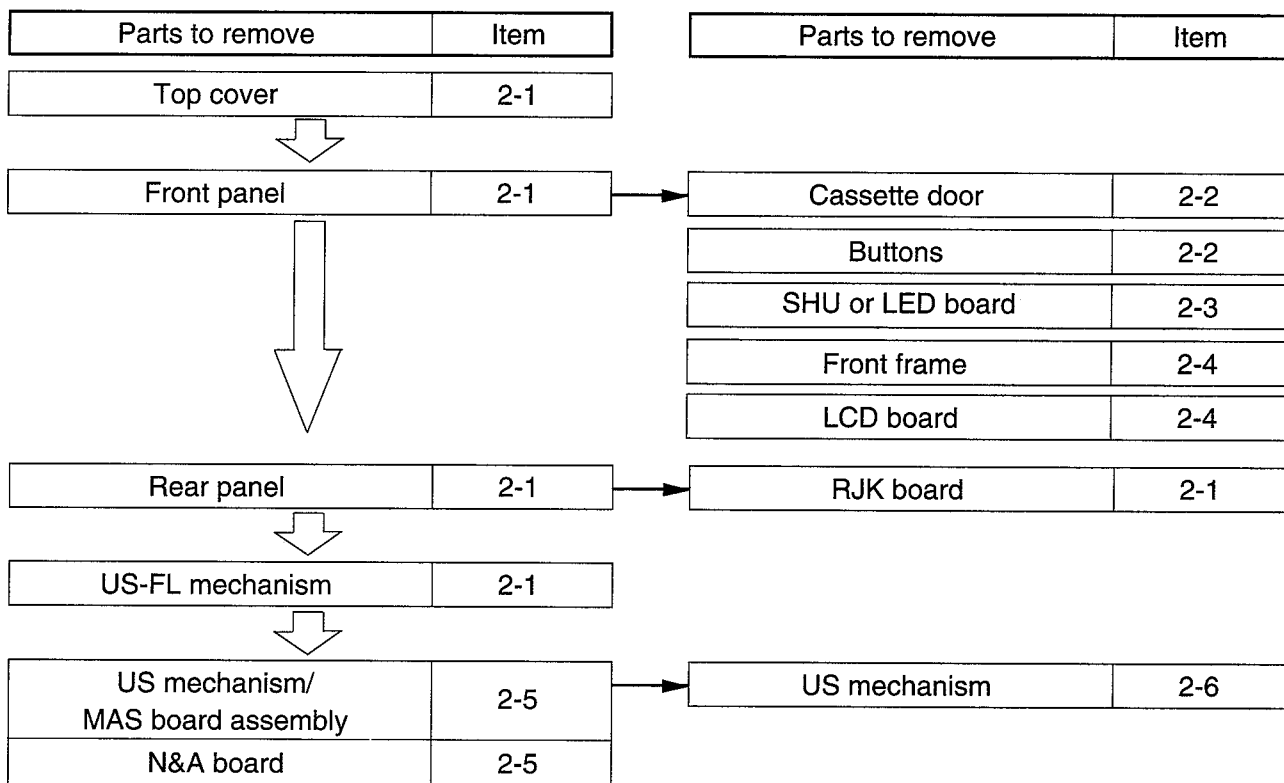 Parts to remove Item Parts to remove Item
Top cover 2-1
Front panel 2-1 Cassette door 2-2
Buttons 2-2
SHU or LED board 2-3
Front frame 2-4
LCD board 2-4
Rear panel 2-1 RJK board 2-1
US-FL mechanism 2-1
US mechanism/
MAS board assembly 2-5 US mechanism 2-6
N&A board 2-5